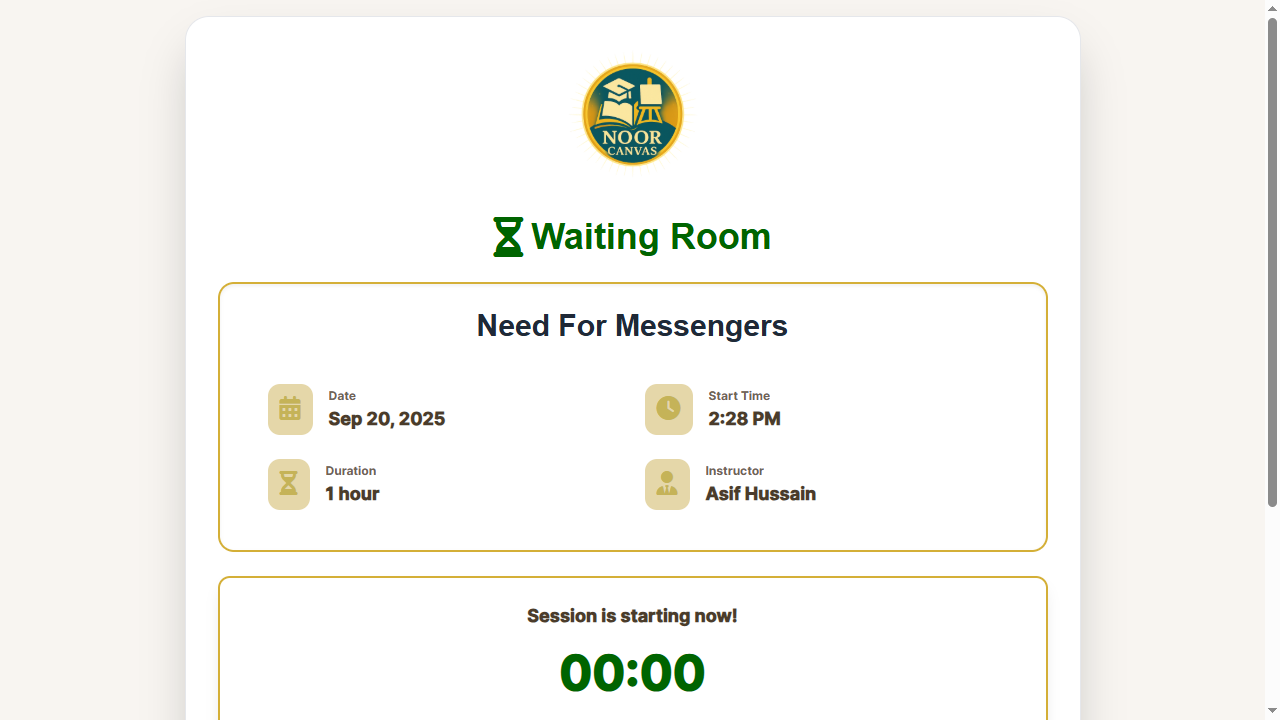 NOOR
CANVAS
Waiting Room
Need For Messengers
Date
Sep 20, 2025
Start Time
2:28 PM
Duration
1 hour
Instructor
Asif Hussain
Session is starting now!
00:00